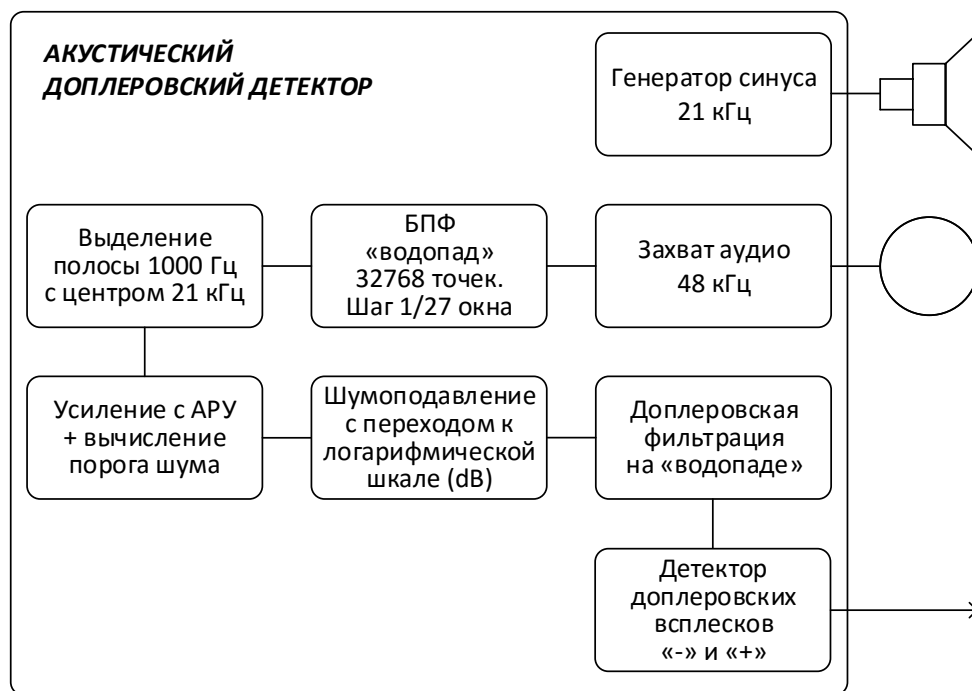 АКУСТИЧЕСКИЙ
ДОПЛЕРОВСКИЙ ДЕТЕКТОР
Генератор синуса
21 кГц
Выделение
полосы 1000 Гц
с центром 21 кГц
БПФ
«водопад»
32768 точек.
Шаг 1/27 окна
Захват аудио
48 кГц
Усиление с АРУ
+ вычисление
порога шума
Шумоподавление
с переходом к
логарифмической
шкале (dB)
Доплеровская
фильтрация
на «водопаде»
Детектор
доплеровских
всплесков
«-» и «+»